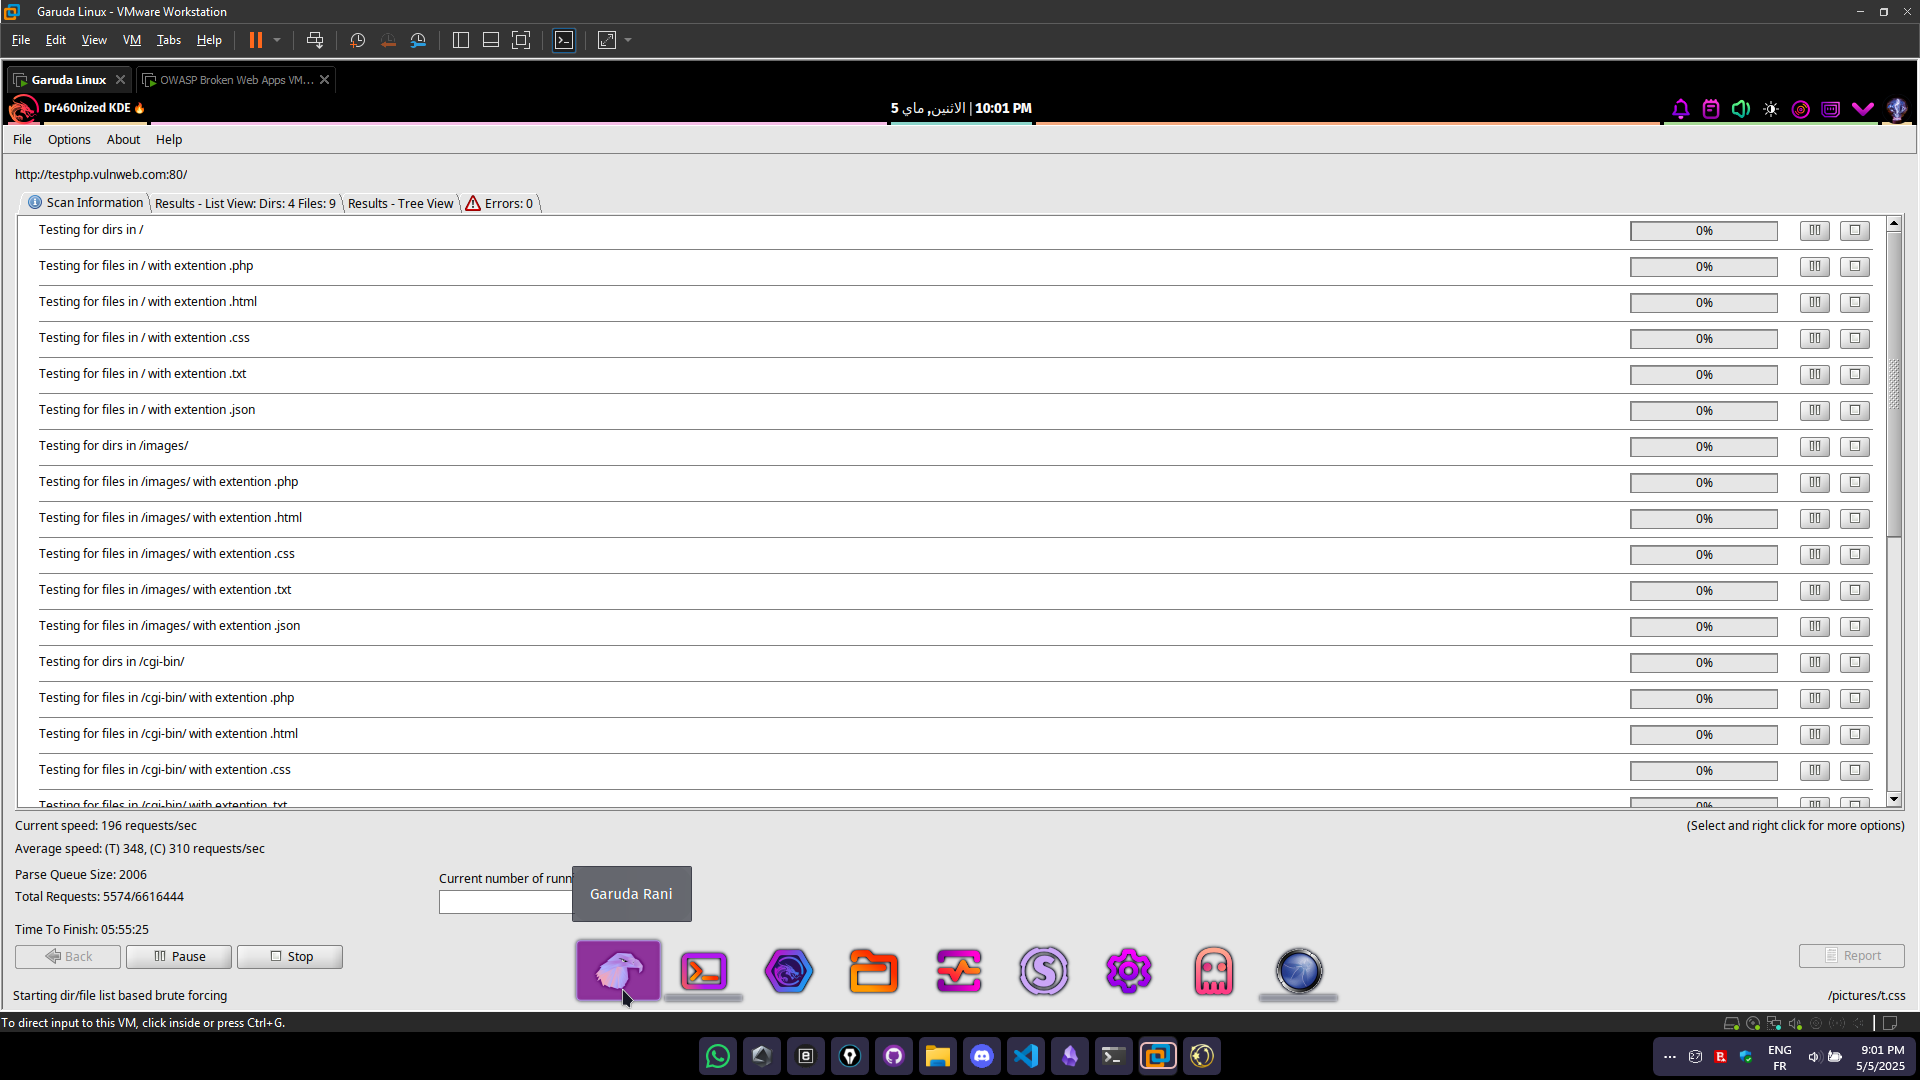 Garuda Linux - VMware Workstation
File Edit View VM Tabs Help
Garuda Linux OWASP Broken Web Apps VM...
Dr460nized KDE 🔥
الاثنين, ماي 5 | 10:01 PM
File Options About Help
http://testphp.vulnweb.com:80/
Scan Information Results - List View: Dirs: 4 Files: 9 Results - Tree View Errors: 0
Testing for dirs in / 0%
Testing for files in / with extention .php 0%
Testing for files in / with extention .html 0%
Testing for files in / with extention .css 0%
Testing for files in / with extention .txt 0%
Testing for files in / with extention .json 0%
Testing for dirs in /images/ 0%
Testing for files in /images/ with extention .php 0%
Testing for files in /images/ with extention .html 0%
Testing for files in /images/ with extention .css 0%
Testing for files in /images/ with extention .txt 0%
Testing for files in /images/ with extention .json 0%
Testing for dirs in /cgi-bin/ 0%
Testing for files in /cgi-bin/ with extention .php 0%
Testing for files in /cgi-bin/ with extention .html 0%
Testing for files in /cgi-bin/ with extention .css 0%
Testing for files in /cgi-bin/ with extention .txt 0%
Current speed: 196 requests/sec (Select and right click for more options)
Average speed: (T) 348, (C) 310 requests/sec
Parse Queue Size: 2006
Current number of runn
Garuda Rani
Total Requests: 5574/6616444
Time To Finish: 05:55:25
Back Pause Stop Report
Starting dir/file list based brute forcing /pictures/t.css
To direct input to this VM, click inside or press Ctrl+G.
ENG
FR
9:01 PM
5/5/2025